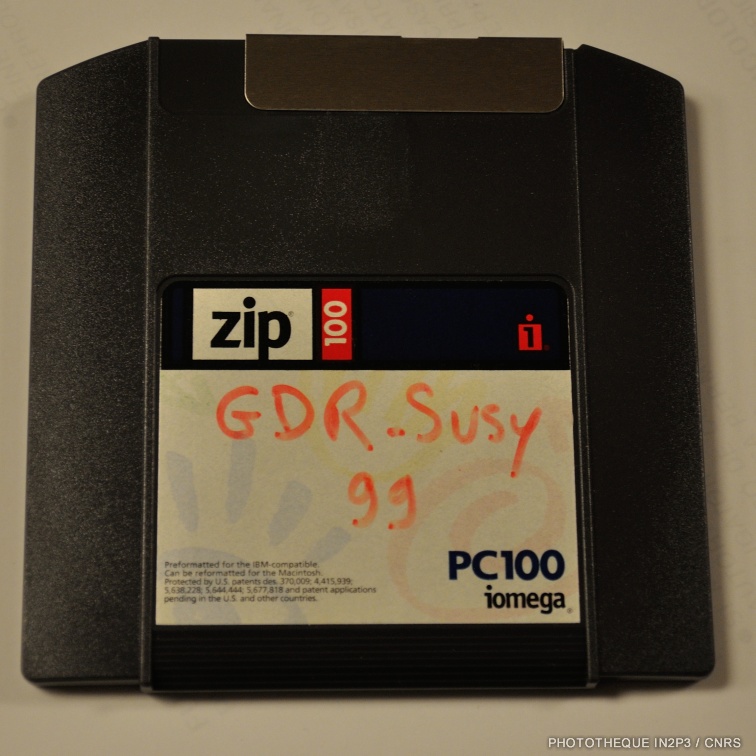 zip 100 i
GDR-Susy
99
Preformatted for the IBM-compatible.
Can be reformatted for the Macintosh.
Protected by U.S. patents des. 370,009; 4,415,939;
5,638,228; 5,644,444; 5,677,818 and patent applications
pending in the U.S. and other countries.
PC100
iomega
PHOTOTHEQUE IN2P3 / CNRS